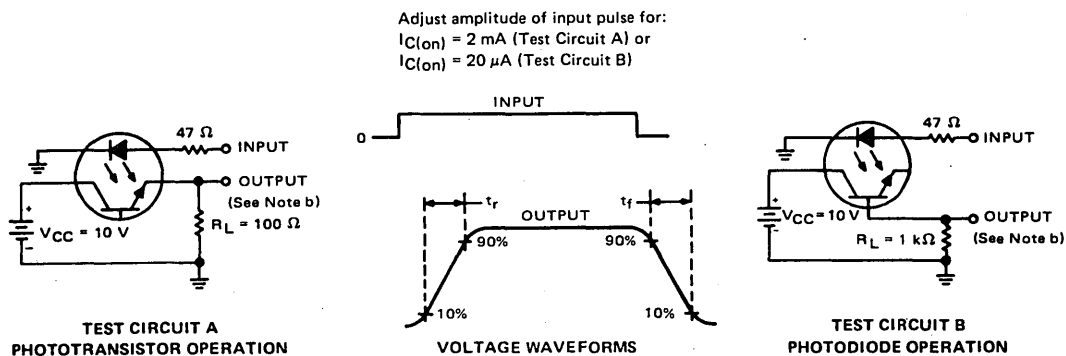 Adjust amplitude of input pulse for:
IC(on) = 2 mA (Test Circuit A) or
IC(on) = 20 μA (Test Circuit B)
INPUT
0
47 Ω
INPUT
OUTPUT
(See Note b)
+
VCC = 10 V
-
RL = 100 Ω
TEST CIRCUIT A
PHOTOTRANSISTOR OPERATION
tr
OUTPUT
tf
90%
90%
10%
10%
VOLTAGE WAVEFORMS
47 Ω
INPUT
+
VCC = 10 V
-
OUTPUT
RL = 1 kΩ
(See Note b)
TEST CIRCUIT B
PHOTODIODE OPERATION